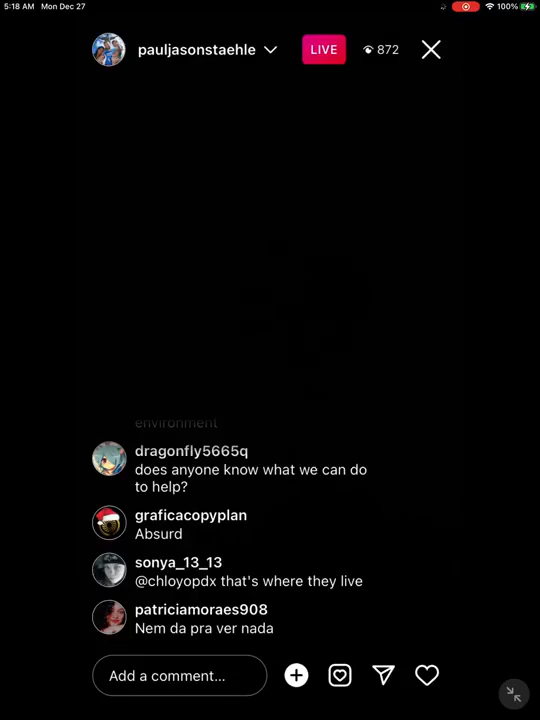 5:18 AM Mon Dec 27
100%
pauljasonstaehle
LIVE
872
environment
dragonfly5665q
does anyone know what we can do
to help?
graficacopyplan
Absurd
sonya_13_13
@chloyopdx that's where they live
patriciamoraes908
Nem da pra ver nada
Add a comment...